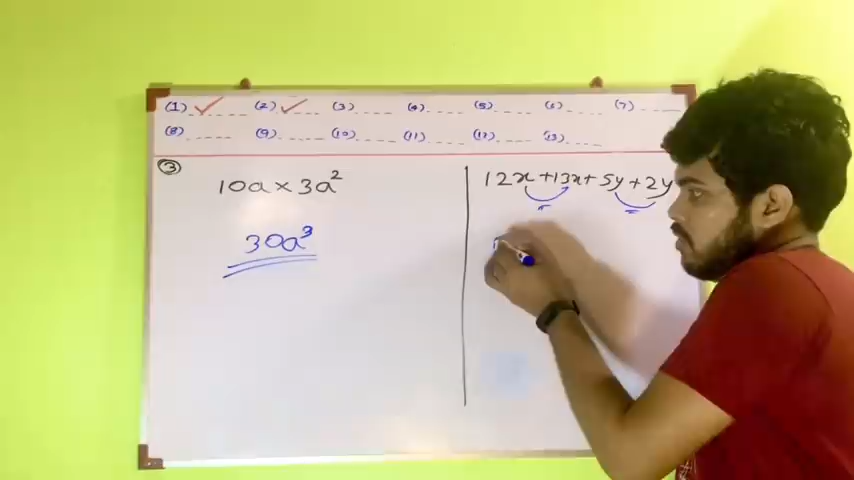 (1) ✓ (2) ✓ (3) (4) (5) (6) (7)
(8) (9) (10) (11) (12) (13)
③
10a × 3a²
30a³
12x + 13x + 5y + 2y